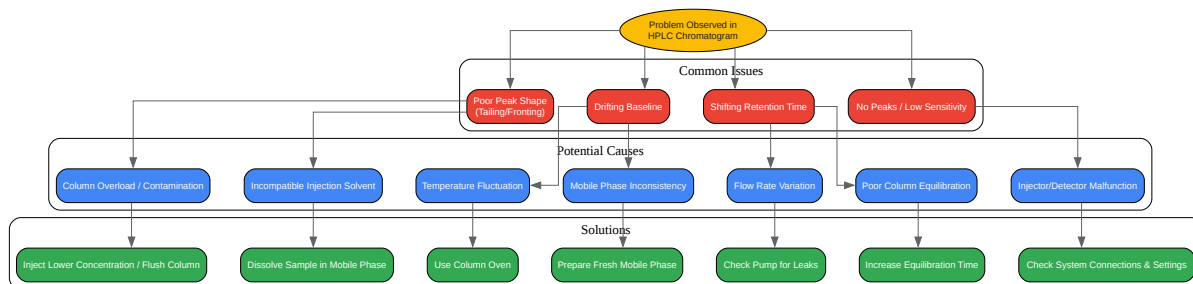 Problem Observed in
HPLC Chromatogram
Common Issues
Poor Peak Shape
(Tailing/Fronting)
Drifting Baseline
Shifting Retention Time
No Peaks / Low Sensitivity
Potential Causes
Column Overload / Contamination
Incompatible Injection Solvent
Temperature Fluctuation
Mobile Phase Inconsistency
Flow Rate Variation
Poor Column Equilibration
Injector/Detector Malfunction
Solutions
Inject Lower Concentration / Flush Column
Dissolve Sample in Mobile Phase
Use Column Oven
Prepare Fresh Mobile Phase
Check Pump for Leaks
Increase Equilibration Time
Check System Connections & Settings